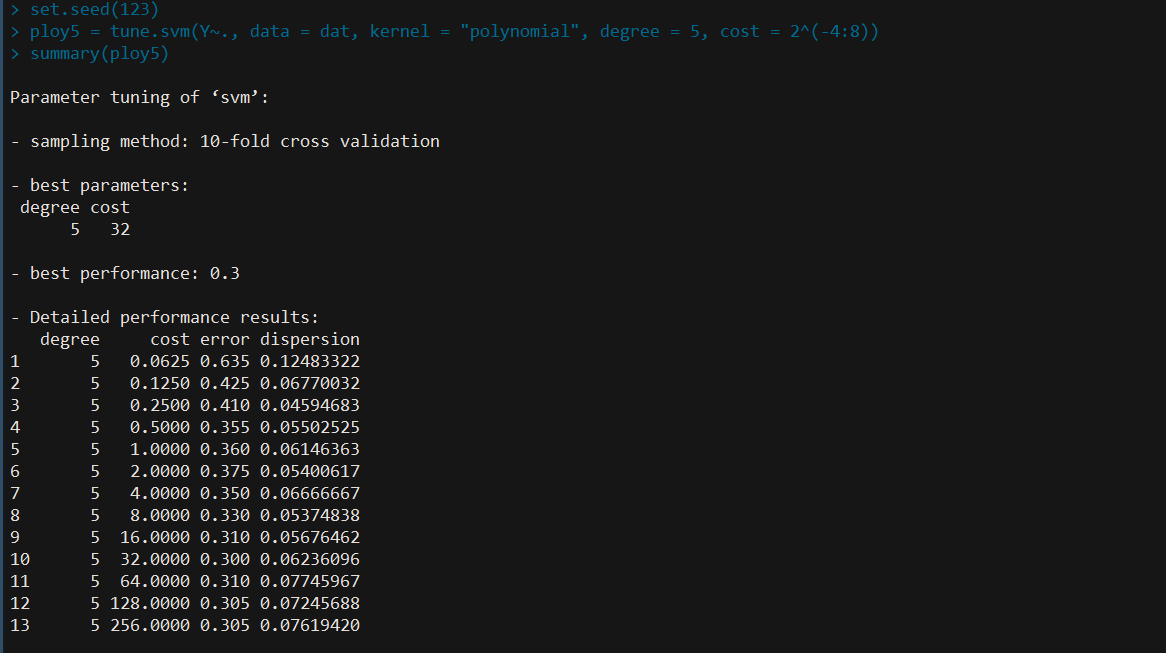 > set.seed(123)
> ploy5 = tune.svm(Y~., data = dat, kernel = "polynomial", degree = 5, cost = 2^(-4:8))
> summary(ploy5)

Parameter tuning of ‘svm’:

- sampling method: 10-fold cross validation

- best parameters:
 degree cost
      5   32

- best performance: 0.3

- Detailed performance results:
   degree     cost error dispersion
1       5   0.0625 0.635 0.12483322
2       5   0.1250 0.425 0.06770032
3       5   0.2500 0.410 0.04594683
4       5   0.5000 0.355 0.05502525
5       5   1.0000 0.360 0.06146363
6       5   2.0000 0.375 0.05400617
7       5   4.0000 0.350 0.06666667
8       5   8.0000 0.330 0.05374838
9       5  16.0000 0.310 0.05676462
10      5  32.0000 0.300 0.06236096
11      5  64.0000 0.310 0.07745967
12      5 128.0000 0.305 0.07245688
13      5 256.0000 0.305 0.07619420